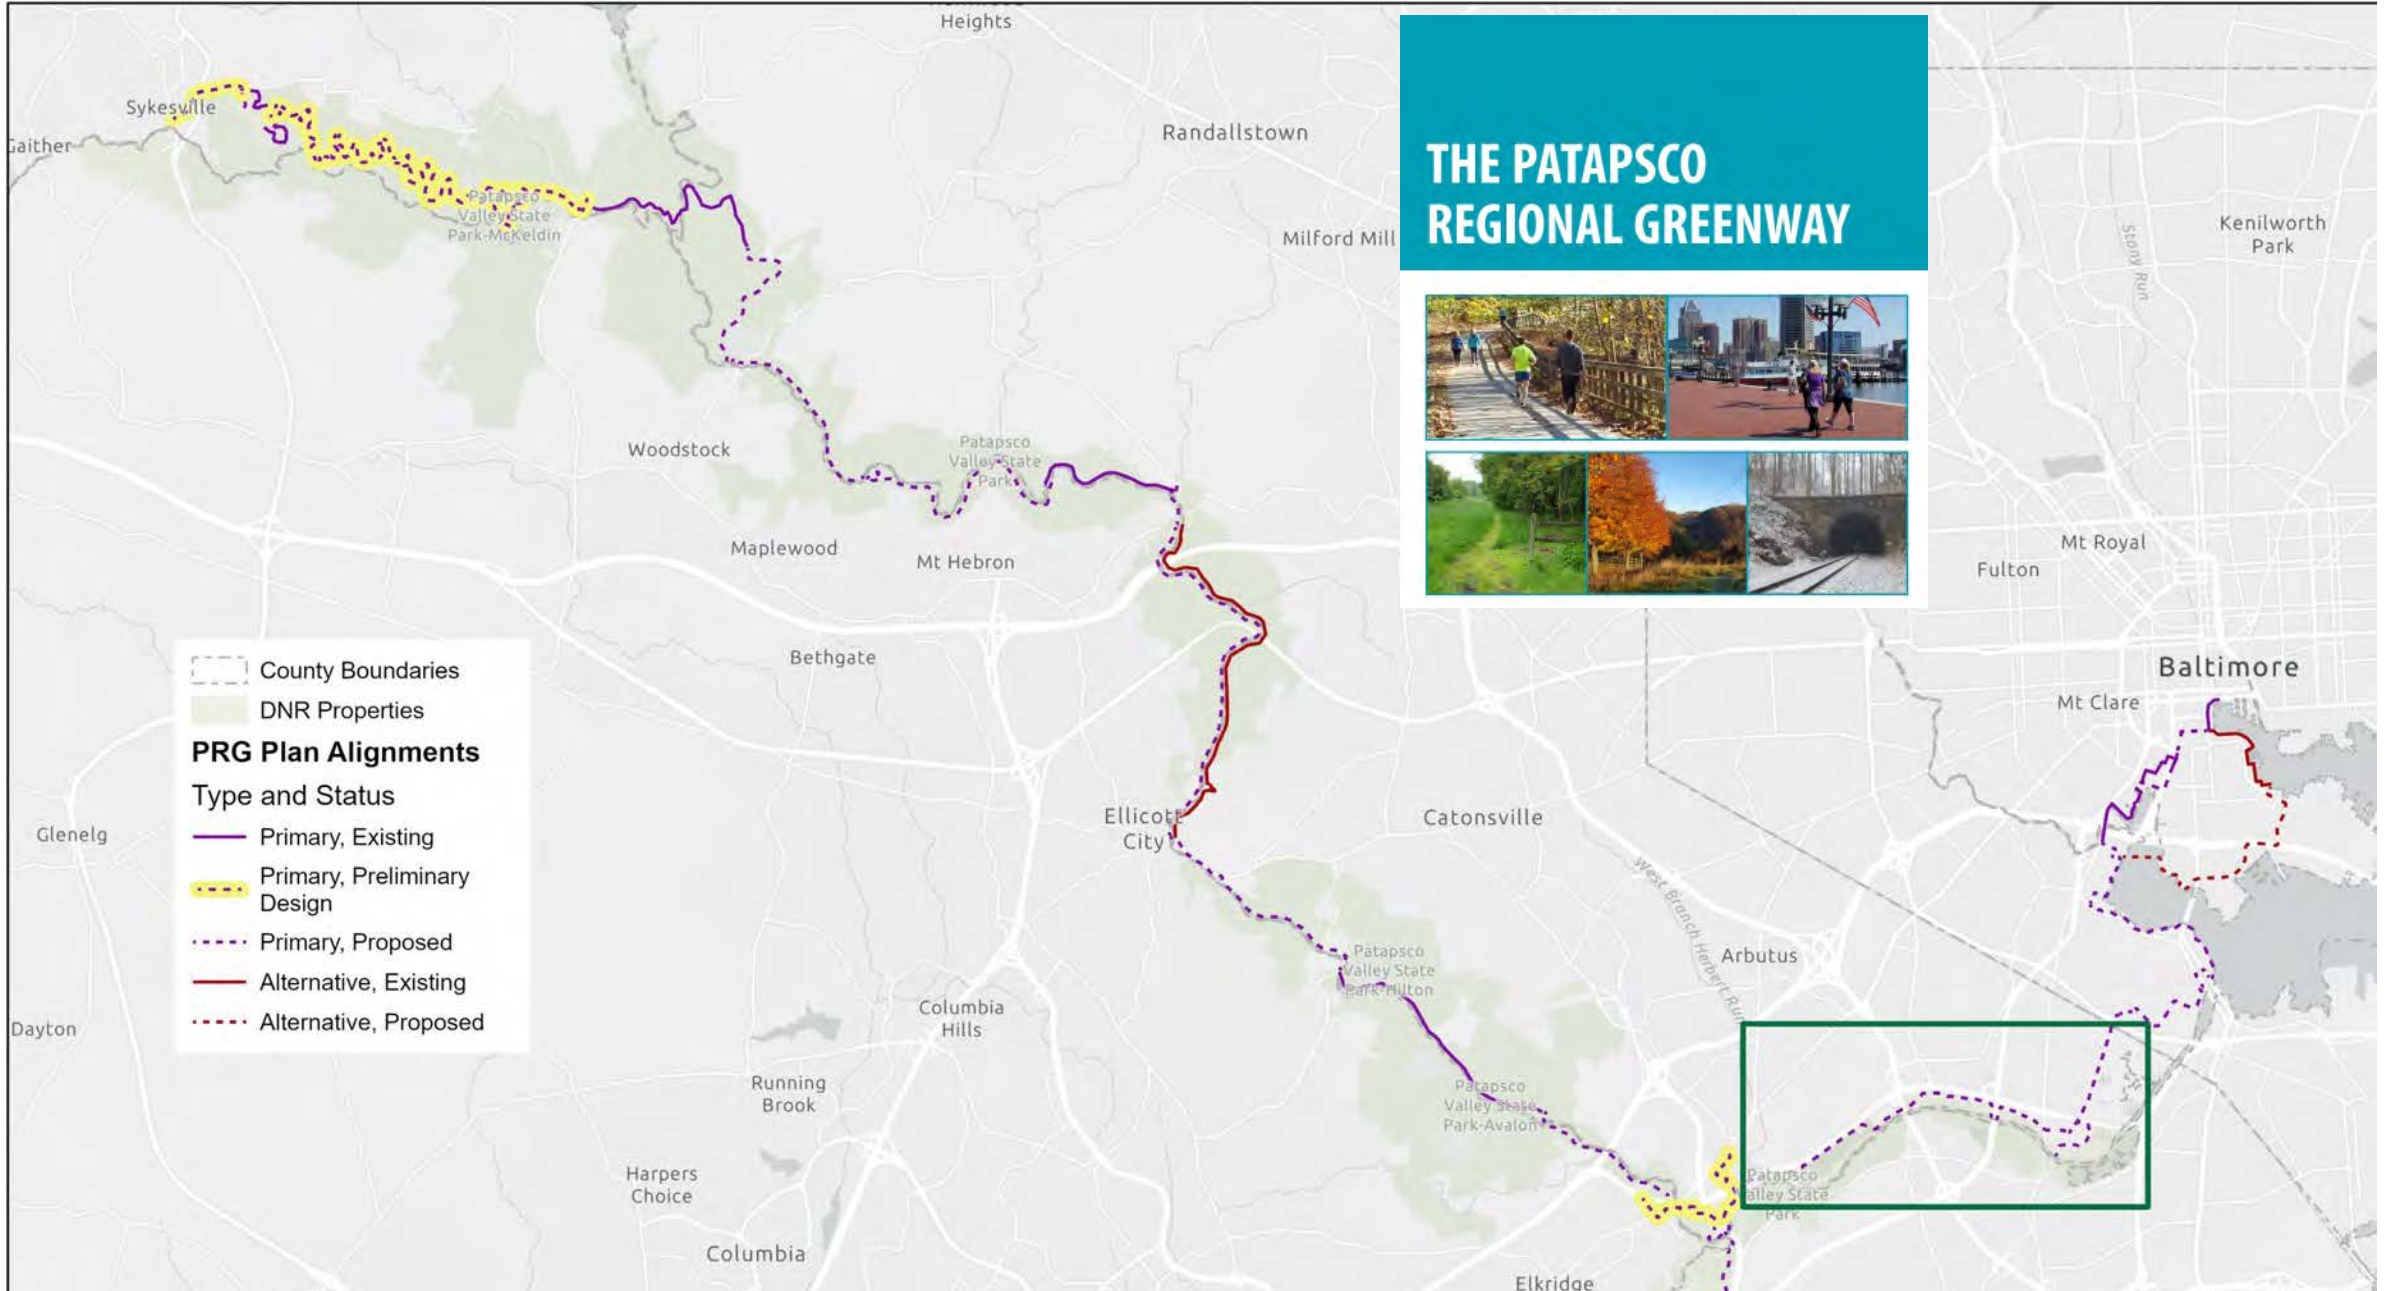 Heights
Sykesville
Gaither
Randallstown
THE PATAPSCO
REGIONAL GREENWAY
Patapsco
Valley State
Park-McKeldin
Milford Mill
Stony Run
Kenilworth
Park
Woodstock
Patapsco
Valley State
Park
Maplewood
Mt Hebron
Mt Royal
Fulton
Bethgate
Baltimore
Mt Clare
County Boundaries
DNR Properties
PRG Plan Alignments
Type and Status
Primary, Existing
Primary, Preliminary
Design
Primary, Proposed
Alternative, Existing
Alternative, Proposed
Glenelg
Dayton
Ellicott
City
Catonsville
West Branch Herbert Run
Arbutus
Patapsco
Valley State
Park-Hilton
Columbia
Hills
Running
Brook
Patapsco
Valley State
Park-Avalon
Harpers
Choice
Patapsco
Valley State
Park
Columbia
Elkridge